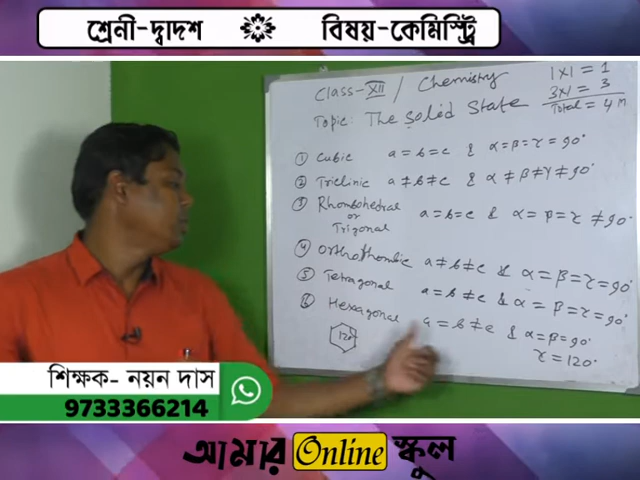 শ্রেনী-দ্বাদশ
বিষয়-কেমিস্ট্রি
Class-XII / Chemistry
Topic: The Solid State
1×1 = 1
3×1 = 3
Total = 4 M
① Cubic a = b = c & α = β = γ = 90°
② Triclinic a ≠ b ≠ c & α ≠ β ≠ γ ≠ 90°
③ Rhombohedral
or
Trigonal
a = b = c & α = β = γ ≠ 90°
④ Orthorhombic a ≠ b ≠ c & α = β = γ = 90°
⑤ Tetragonal a = b ≠ c & α = β = γ = 90°
⑥ Hexagonal a = b ≠ c & α = β = 90°
γ = 120°
120°
শিক্ষক- নয়ন দাস
9733366214
আমার Online স্কুল